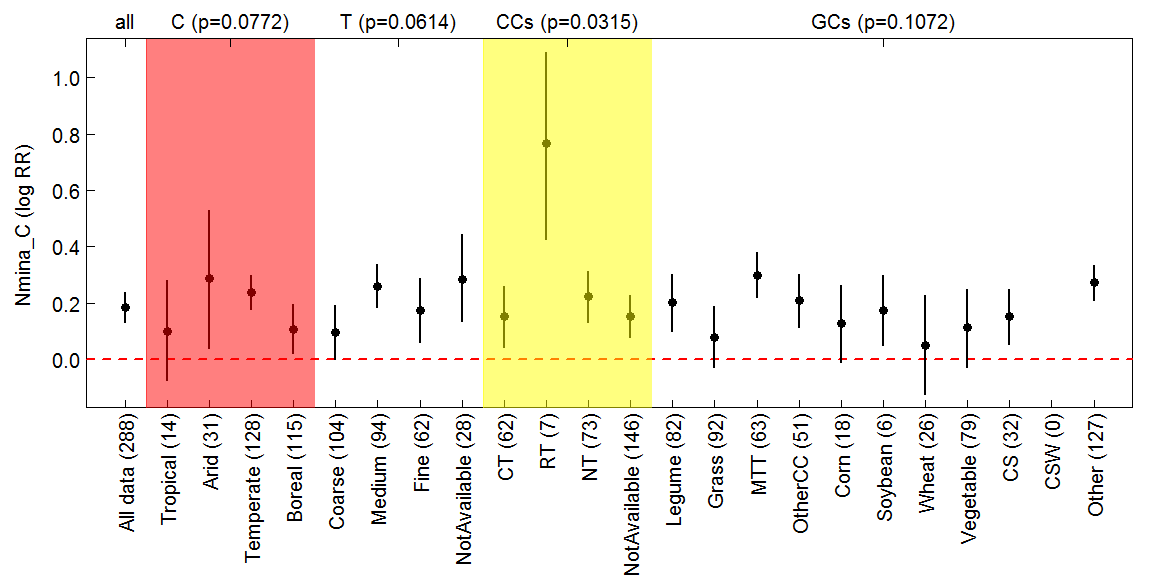 all C (p=0.0772) T (p=0.0614) CCs (p=0.0315) GCs (p=0.1072)
Nmina_C (log RR)
1.0
0.8
0.6
0.4
0.2
0.0
All data (288)
Tropical (14)
Arid (31)
Temperate (128)
Boreal (115)
Coarse (104)
Medium (94)
Fine (62)
NotAvailable (28)
CT (62)
RT (7)
NT (73)
NotAvailable (146)
Legume (82)
Grass (92)
MTT (63)
OtherCC (51)
Corn (18)
Soybean (6)
Wheat (26)
Vegetable (79)
CS (32)
CSW (0)
Other (127)